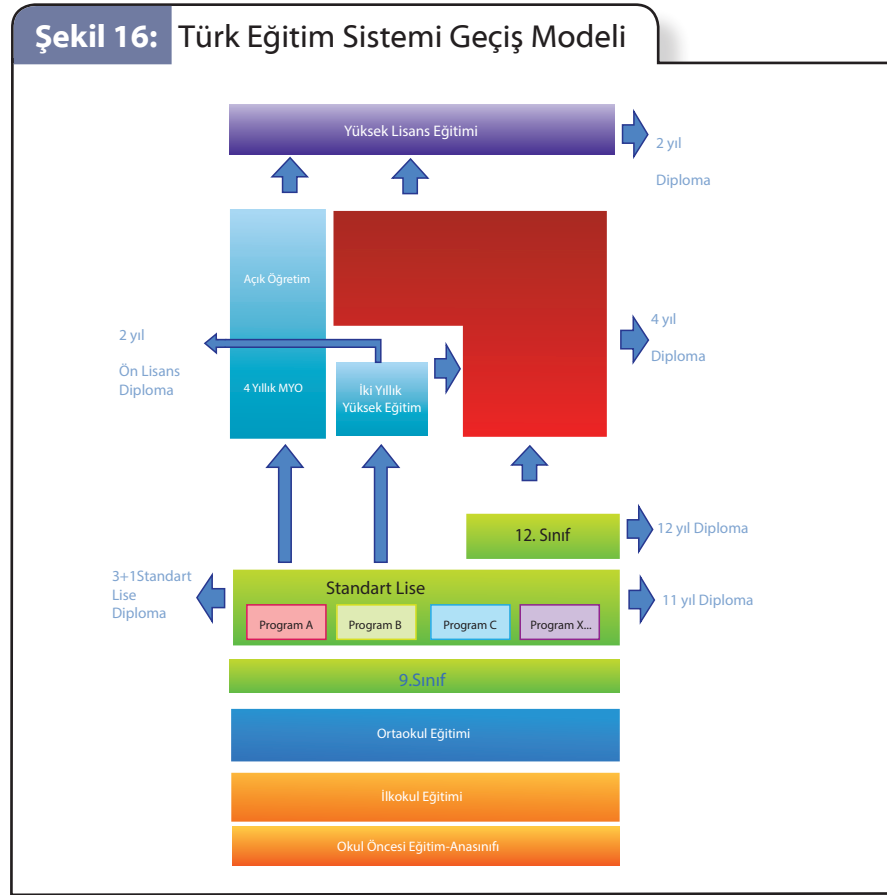 Şekil 16: Türk Eğitim Sistemi Geçiş Modeli
Yüksek Lisans Eğitimi
2 yıl
Diploma
Açık Öğretim
4 Yıllık MYO
2 yıl
Ön Lisans
Diploma
İki Yıllık
Yüksek Eğitim
4 yıl
Diploma
12. Sınıf
12 yıl Diploma
3+1Standart
Lise
Diploma
Standart Lise
Program A
Program B
Program C
Program X...
11 yıl Diploma
9.Sınıf
Ortaokul Eğitimi
İlkokul Eğitimi
Okul Öncesi Eğitim-Anasınıfı